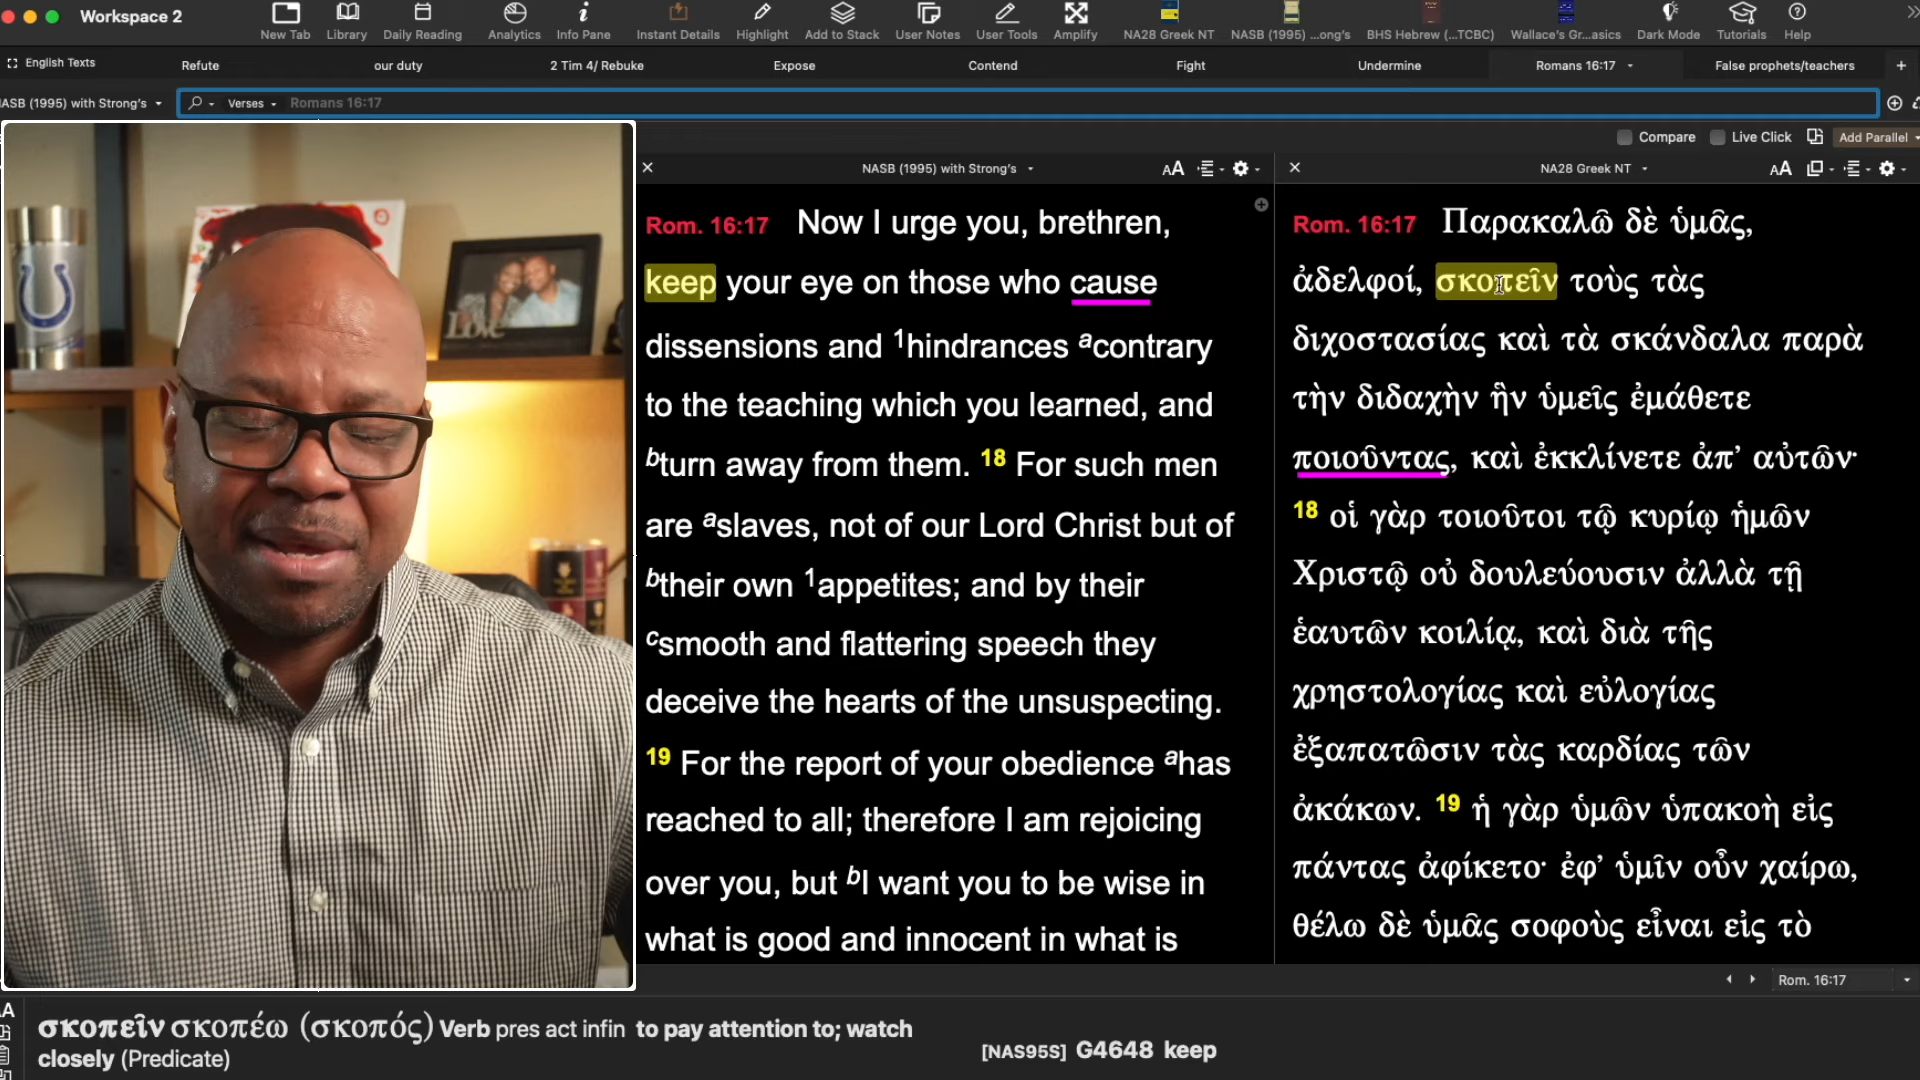 Workspace 2
New Tab Library Daily Reading Analytics Info Pane Instant Details Highlight Add to Stack User Notes User Tools Amplify NA28 Greek NT NASB (1995) ...ong's BHS Hebrew (...TCBC) Wallace's Gr...asics Dark Mode Tutorials Help
English Texts Refute our duty 2 Tim 4/ Rebuke Expose Contend Fight Undermine Romans 16:17 False prophets/teachers +
ASB (1995) with Strong's Verses Romans 16:17
Compare Live Click Add Parallel
NASB (1995) with Strong's AA
Rom. 16:17 Now I urge you, brethren,
keep your eye on those who cause
dissensions and 1hindrances acontrary
to the teaching which you learned, and
bturn away from them. 18 For such men
are aslaves, not of our Lord Christ but of
btheir own 1appetites; and by their
csmooth and flattering speech they
deceive the hearts of the unsuspecting.
19 For the report of your obedience ahas
reached to all; therefore I am rejoicing
over you, but bI want you to be wise in
what is good and innocent in what is
NA28 Greek NT AA
Rom. 16:17 Παρακαλῶ δὲ ὑμᾶς,
ἀδελφοί, σκοπεῖν τοὺς τὰς
διχοστασίας καὶ τὰ σκάνδαλα παρὰ
τὴν διδαχὴν ἣν ὑμεῖς ἐμάθετε
ποιοῦντας, καὶ ἐκκλίνετε ἀπ’ αὐτῶν·
18 οἱ γὰρ τοιοῦτοι τῷ κυρίῳ ἡμῶν
Χριστῷ οὐ δουλεύουσιν ἀλλὰ τῇ
ἑαυτῶν κοιλίᾳ, καὶ διὰ τῆς
χρηστολογίας καὶ εὐλογίας
ἐξαπατῶσιν τὰς καρδίας τῶν
ἀκάκων. 19 ἡ γὰρ ὑμῶν ὑπακοὴ εἰς
πάντας ἀφίκετο· ἐφ’ ὑμῖν οὖν χαίρω,
θέλω δὲ ὑμᾶς σοφοὺς εἶναι εἰς τὸ
Rom. 16:17
Love
σκοπεῖν σκοπέω (σκοπός) Verb pres act infin to pay attention to; watch
closely (Predicate)
[NAS95S] G4648 keep